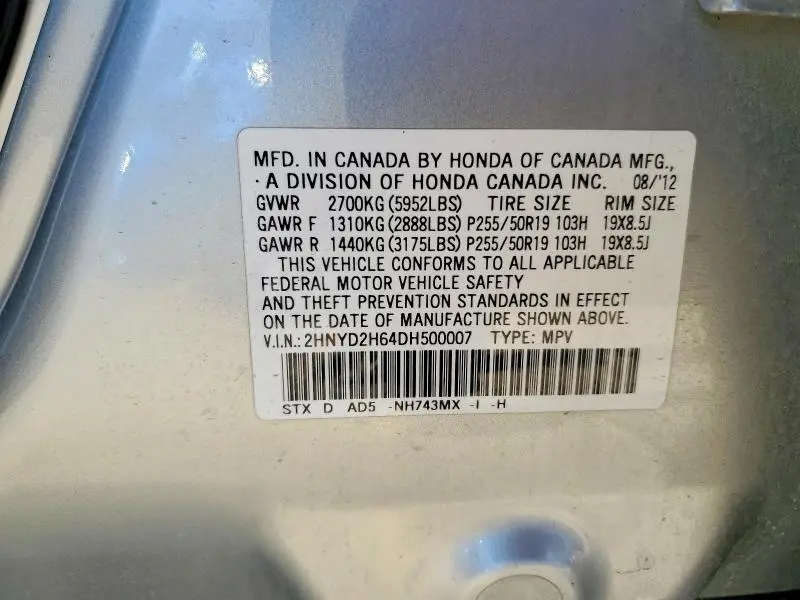 MFD. IN CANADA BY HONDA OF CANADA MFG.,
· A DIVISION OF HONDA CANADA INC. 08/'12
GVWR 2700KG (5952LBS) TIRE SIZE RIM SIZE
GAWR F 1310KG (2888LBS) P255/50R19 103H 19X8.5J
GAWR R 1440KG (3175LBS) P255/50R19 103H 19X8.5J
THIS VEHICLE CONFORMS TO ALL APPLICABLE
FEDERAL MOTOR VEHICLE SAFETY
AND THEFT PREVENTION STANDARDS IN EFFECT
ON THE DATE OF MANUFACTURE SHOWN ABOVE.
V.I.N.: 2HNYD2H64DH500007 TYPE: MPV
STX D AD5 -NH743MX -I -H